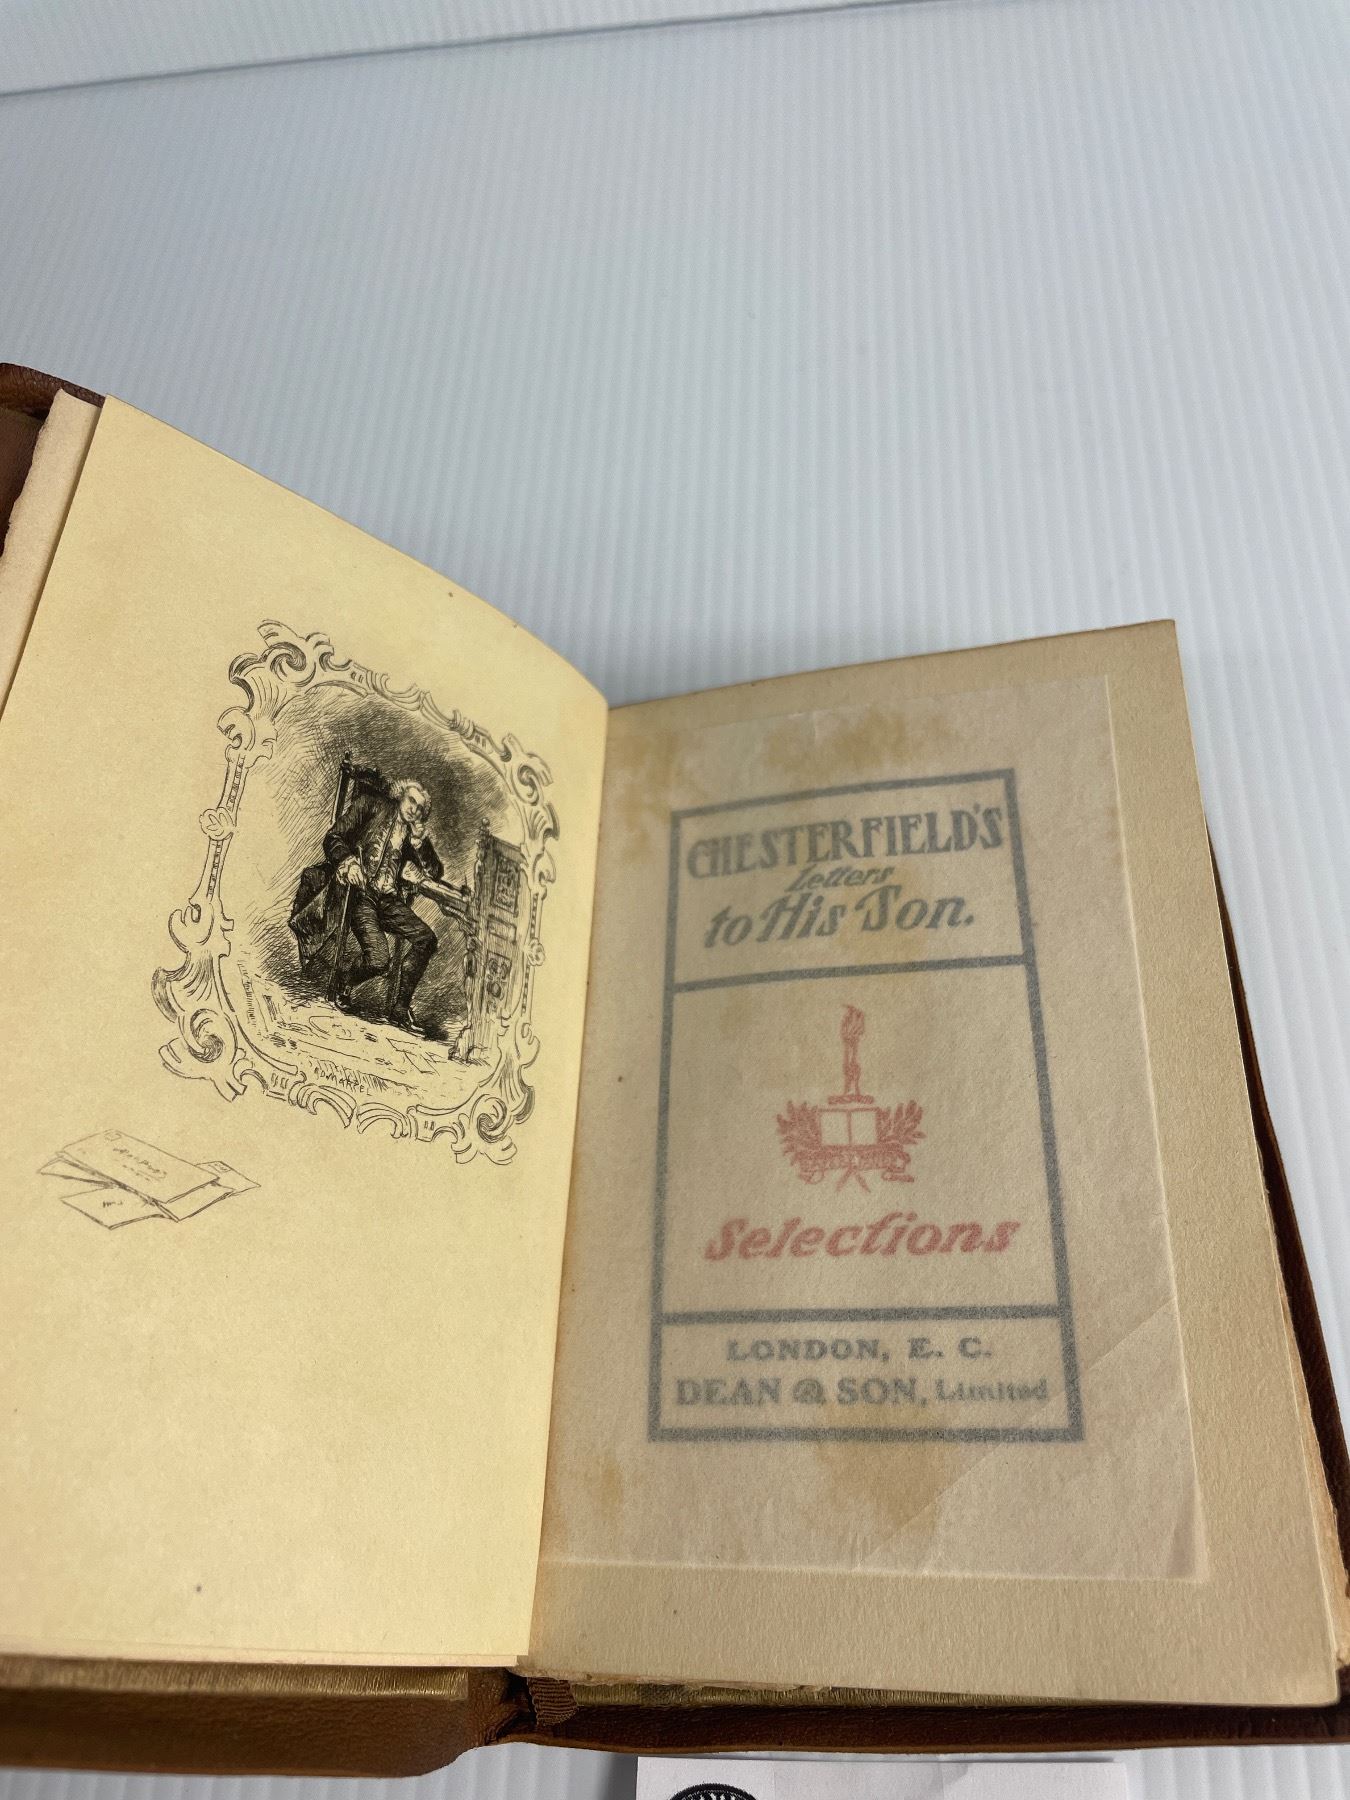 CHESTERFIELD'S
Letters
to His Son.
Selections
LONDON, E. C.
DEAN & SON, Limited